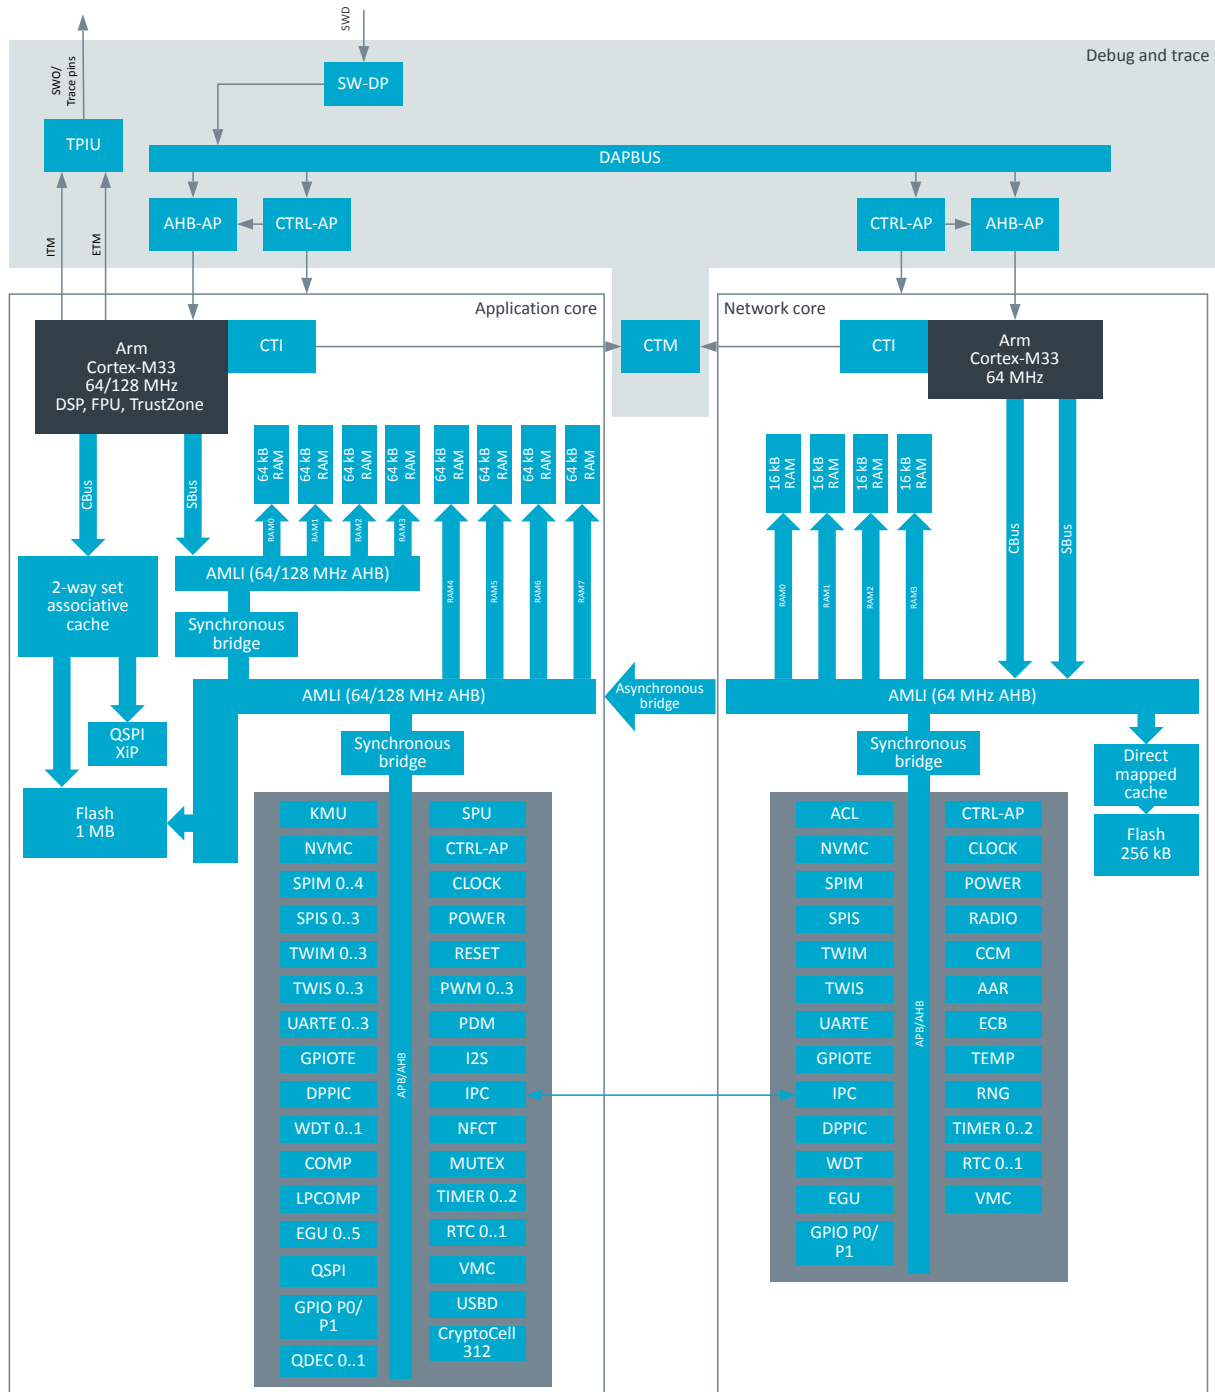 SWD
Debug and trace
SWO/
Trace pins
SW-DP
TPIU
DAPBUS
AHB-AP
CTRL-AP
CTRL-AP
AHB-AP
ITM
ETM
Application core
Network core
Arm
Cortex-M33
64/128 MHz
DSP, FPU, TrustZone
CTI
CTM
CTI
Arm
Cortex-M33
64 MHz
CBus
SBus
64 kB
RAM
64 kB
RAM
64 kB
RAM
64 kB
RAM
64 kB
RAM
64 kB
RAM
64 kB
RAM
64 kB
RAM
RAM0
RAM1
RAM2
RAM3
RAM4
RAM5
RAM6
RAM7
16 kB
RAM
16 kB
RAM
16 kB
RAM
16 kB
RAM
RAM0
RAM1
RAM2
RAM3
CBus
SBus
2-way set
associative
cache
AMLI (64/128 MHz AHB)
Synchronous
bridge
AMLI (64/128 MHz AHB)
Asynchronous
bridge
AMLI (64 MHz AHB)
QSPI
XiP
Synchronous
bridge
Synchronous
bridge
Direct
mapped
cache
Flash
1 MB
Flash
256 kB
KMU
NVMC
SPIM 0..4
SPIS 0..3
TWIM 0..3
TWIS 0..3
UARTE 0..3
GPIOTE
DPPIC
WDT 0..1
COMP
LPCOMP
EGU 0..5
QSPI
GPIO P0/
P1
QDEC 0..1
APB/AHB
SPU
CTRL-AP
CLOCK
POWER
RESET
PWM 0..3
PDM
I2S
IPC
NFCT
MUTEX
TIMER 0..2
RTC 0..1
VMC
USBD
CryptoCell
312
ACL
NVMC
SPIM
SPIS
TWIM
TWIS
UARTE
GPIOTE
IPC
DPPIC
WDT
EGU
GPIO P0/
P1
APB/AHB
CTRL-AP
CLOCK
POWER
RADIO
CCM
AAR
ECB
TEMP
RNG
TIMER 0..2
RTC 0..1
VMC